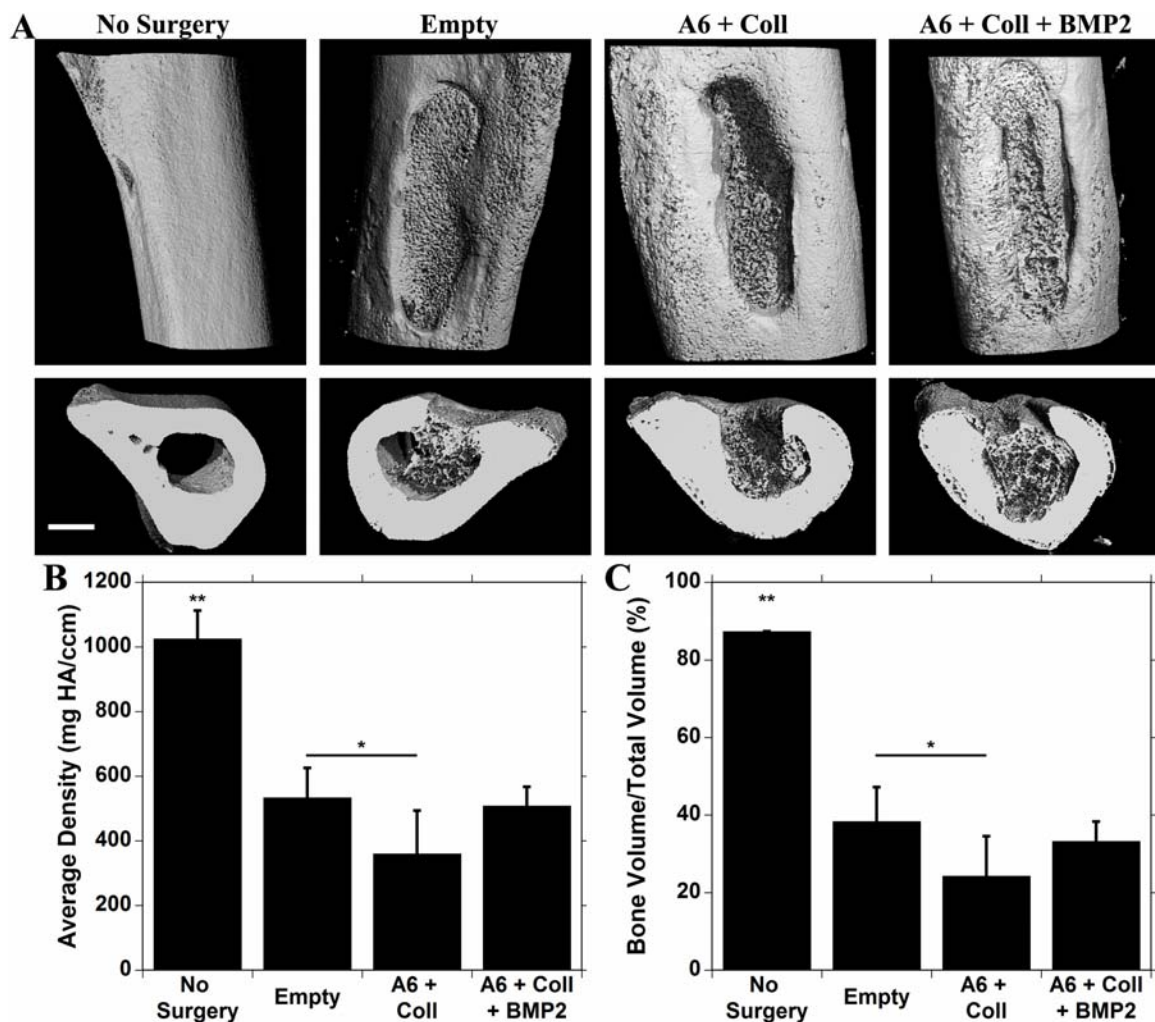 A
No Surgery
Empty
A6 + Coll
A6 + Coll + BMP2
B
Average Density (mg HA/ccm)
1200
1000
800
600
400
200
0
**
*
No
Surgery
Empty
A6 +
Coll
A6 + Coll
+ BMP2
C
Bone Volume/Total Volume (%)
100
80
60
40
20
0
**
*
No
Surgery
Empty
A6 +
Coll
A6 + Coll
+ BMP2